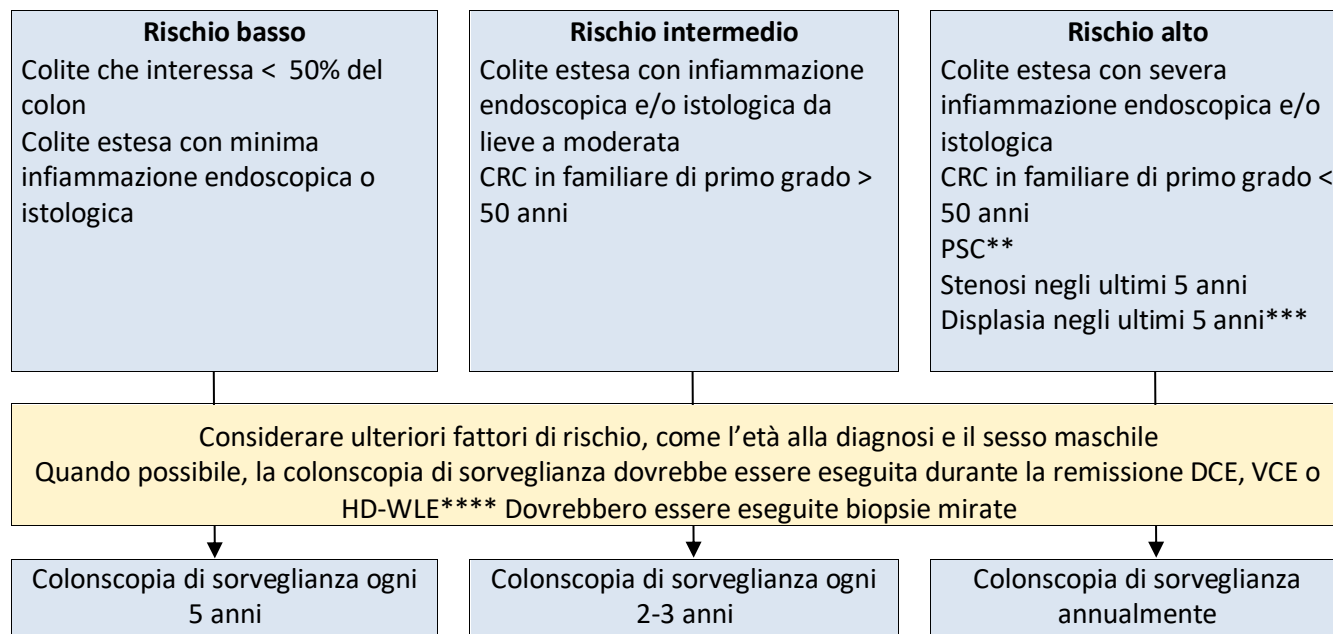 Rischio basso
Colite che interessa < 50% del
colon
Colite estesa con minima
infiammazione endoscopica o
istologica
Rischio intermedio
Colite estesa con infiammazione
endoscopica e/o istologica da
lieve a moderata
CRC in familiare di primo grado >
50 anni
Rischio alto
Colite estesa con severa
infiammazione endoscopica e/o
istologica
CRC in familiare di primo grado <
50 anni
PSC**
Stenosi negli ultimi 5 anni
Displasia negli ultimi 5 anni***
Considerare ulteriori fattori di rischio, come l'età alla diagnosi e il sesso maschile
Quando possibile, la colonscopia di sorveglianza dovrebbe essere eseguita durante la remissione DCE, VCE o
HD-WLE**** Dovrebbero essere eseguite biopsie mirate
Colonscopia di sorveglianza ogni
5 anni
Colonscopia di sorveglianza ogni
2-3 anni
Colonscopia di sorveglianza
annualmente